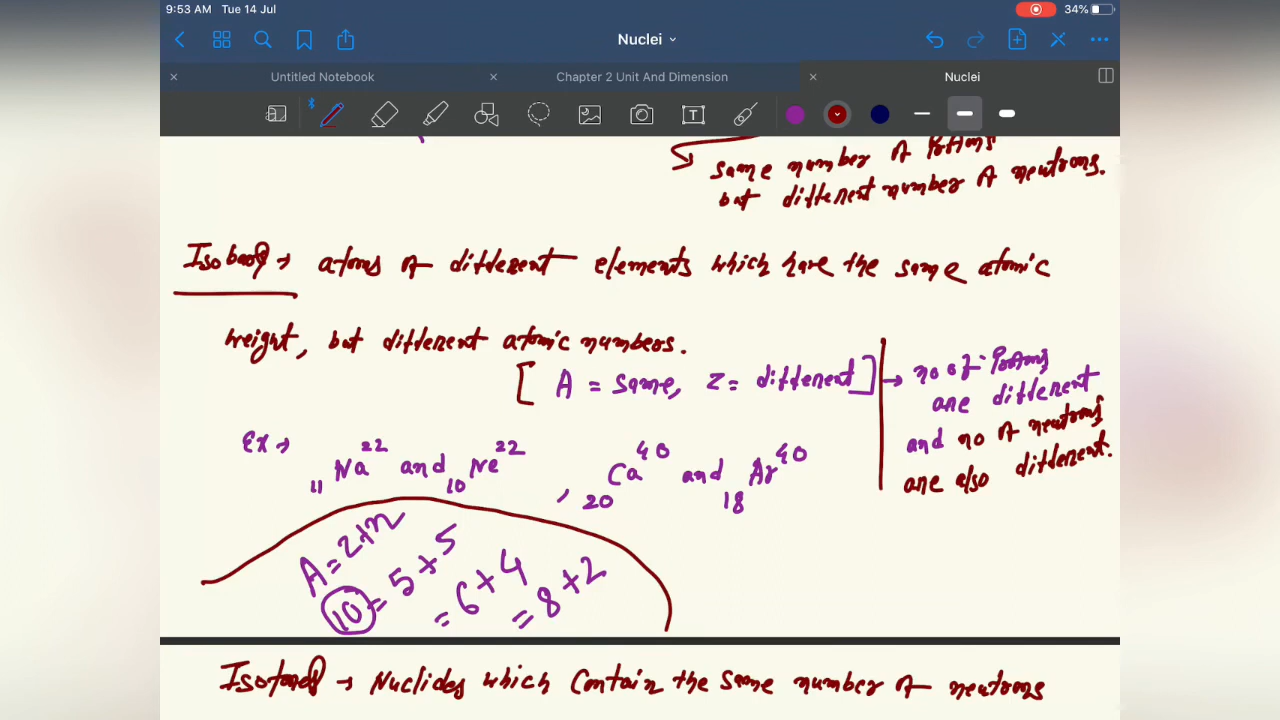 9:53 AM Tue 14 Jul
34%
Nuclei
Untitled Notebook
Chapter 2 Unit And Dimension
Nuclei
same number of Protons
but different number of neutrons.
Isobars → atoms of different elements which have the same atomic
weight, but different atomic numbers.
[ A = same, Z = different ] → no of Protons
are different
and no of neutrons
are also different.
Ex → ₁₁Na²² and ₁₀Ne²² , ₂₀Ca⁴⁰ and ₁₈Ar⁴⁰
A = Z + n
10 = 5 + 5
= 6 + 4
= 8 + 2
Isotones → Nuclides which contain the same number of neutrons